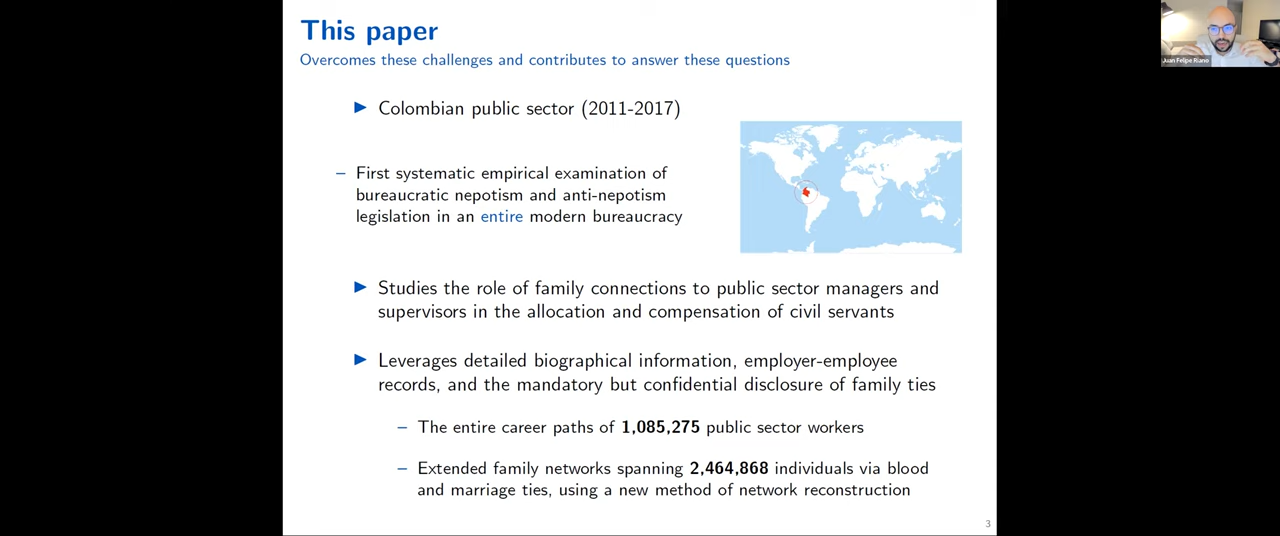 This paper
Overcomes these challenges and contributes to answer these questions
▶ Colombian public sector (2011-2017)
– First systematic empirical examination of
bureaucratic nepotism and anti-nepotism
legislation in an entire modern bureaucracy
▶ Studies the role of family connections to public sector managers and
supervisors in the allocation and compensation of civil servants
▶ Leverages detailed biographical information, employer-employee
records, and the mandatory but confidential disclosure of family ties
– The entire career paths of 1,085,275 public sector workers
– Extended family networks spanning 2,464,868 individuals via blood
and marriage ties, using a new method of network reconstruction
3
Juan Felipe Riano